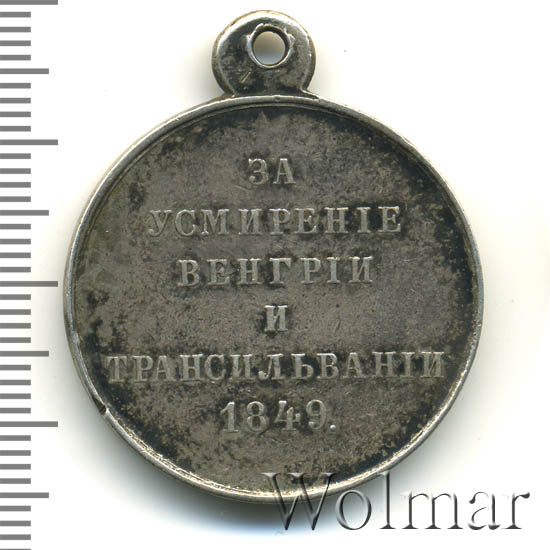 ЗА
УСМИРЕНІЕ
ВЕНГРІИ
И
ТРАНСИЛЬВАНІИ
1849.
Wolmar